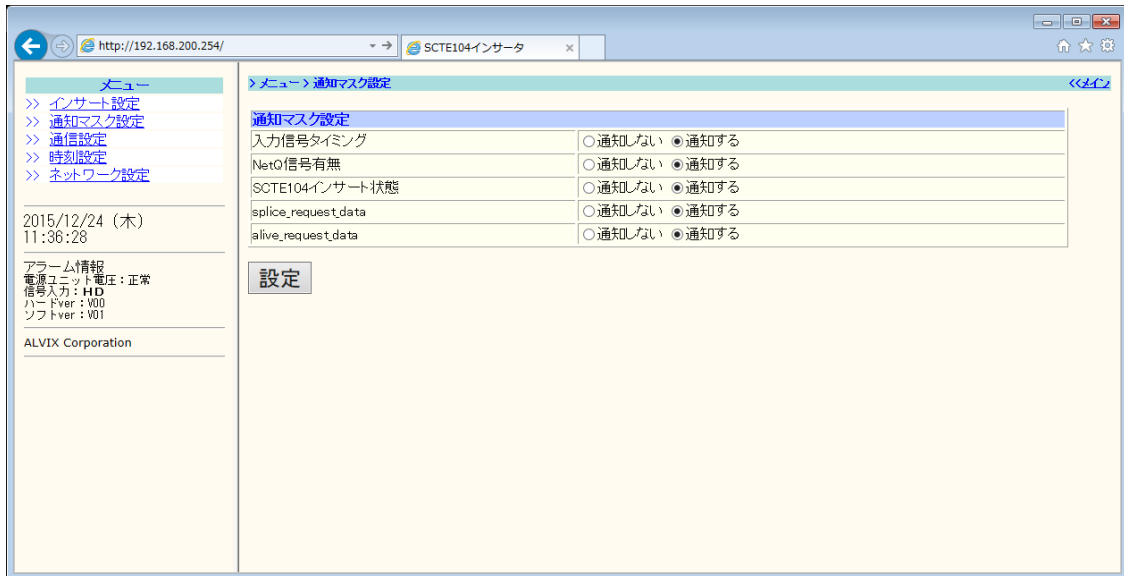 http://192.168.200.254/
SCTE104インサータ
メニュー
>> インサート設定
>> 通知マスク設定
>> 通信設定
>> 時刻設定
>> ネットワーク設定
2015/12/24 (木)
11:36:28
アラーム情報
電源ユニット電圧：正常
信号入力：HD
ハードver：V00
ソフトver：V01
ALVIX Corporation
> メニュー > 通知マスク設定
<<メイン
通知マスク設定
入力信号タイミング ○通知しない ◉通知する
NetQ信号有無 ○通知しない ◉通知する
SCTE104インサート状態 ○通知しない ◉通知する
splice_request_data ○通知しない ◉通知する
alive_request_data ○通知しない ◉通知する
設定